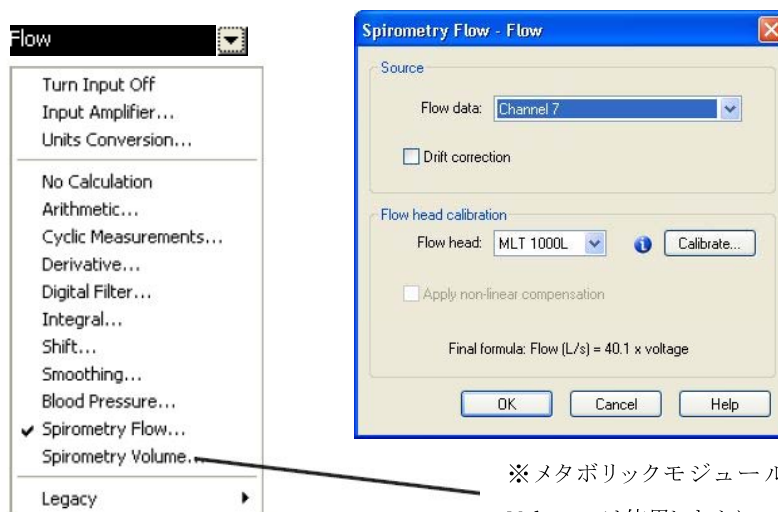 Flow
Turn Input Off
Input Amplifier...
Units Conversion...
No Calculation
Arithmetic...
Cyclic Measurements...
Derivative...
Digital Filter...
Integral...
Shift...
Smoothing...
Blood Pressure...
Spirometry Flow...
Spirometry Volume...
Legacy
Spirometry Flow - Flow
Source
Flow data: Channel 7
Drift correction
Flow head calibration
Flow head: MLT 1000L Calibrate...
Apply non-linear compensation
Final formula: Flow (L/s) = 40.1 x voltage
OK Cancel Help
※メタボリックモジュール